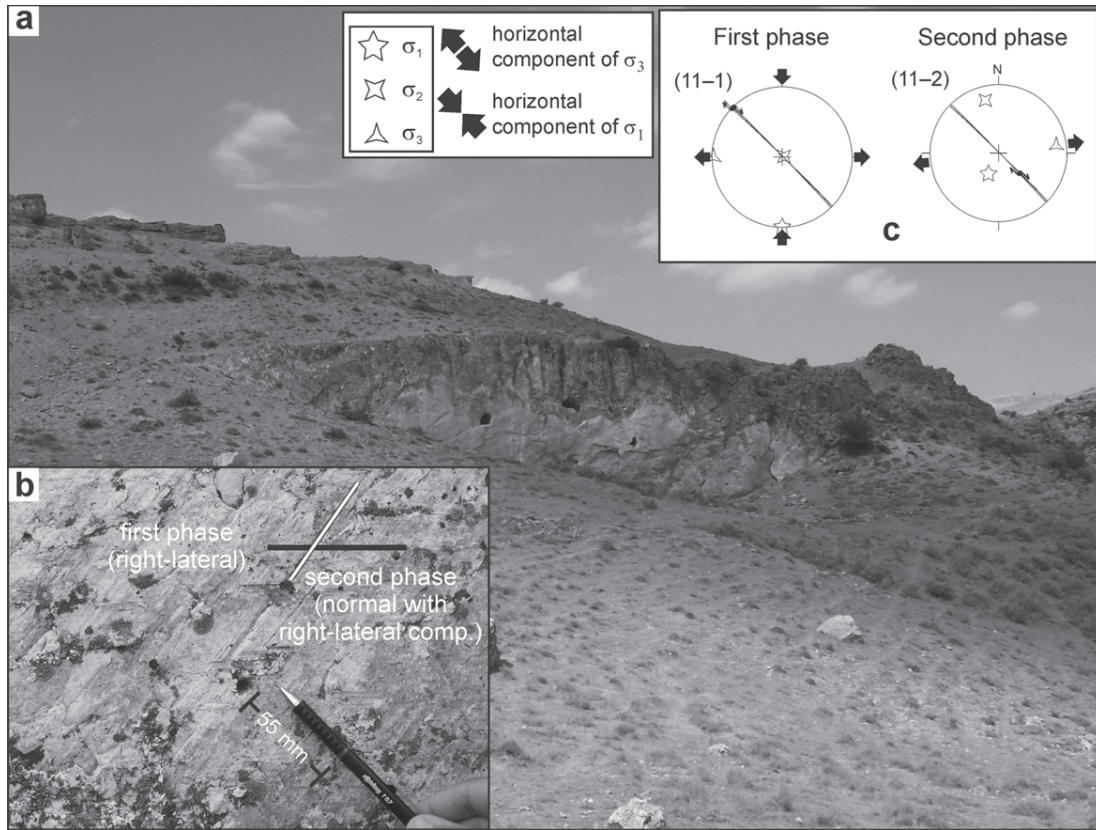 a
σ1
σ2
σ3
horizontal
component of σ3
horizontal
component of σ1
First phase
Second phase
(11–1)
(11–2)
N
c
b
first phase
(right-lateral)
second phase
(normal with
right-lateral comp.)
55 mm